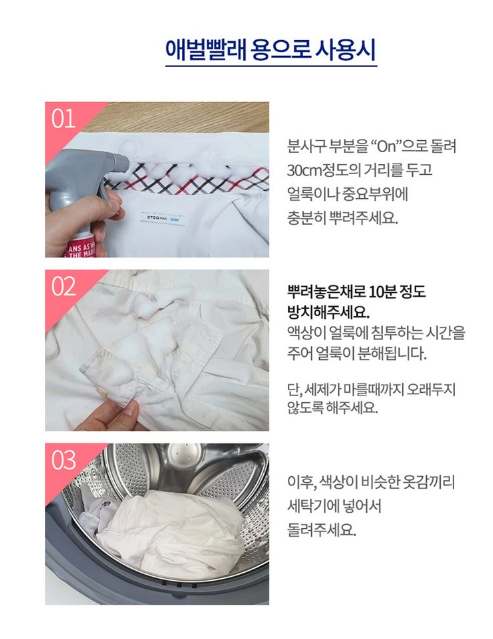 애벌빨래 용으로 사용시
01
분사구 부분을 “On”으로 돌려
30cm정도의 거리를 두고
얼룩이나 중요부위에
충분히 뿌려주세요.
02
뿌려놓은채로 10분 정도
방치해주세요.
액상이 얼룩에 침투하는 시간을
주어 얼룩이 분해됩니다.
단, 세제가 마를때까지 오래두지
않도록 해주세요.
03
이후, 색상이 비슷한 옷감끼리
세탁기에 넣어서
돌려주세요.